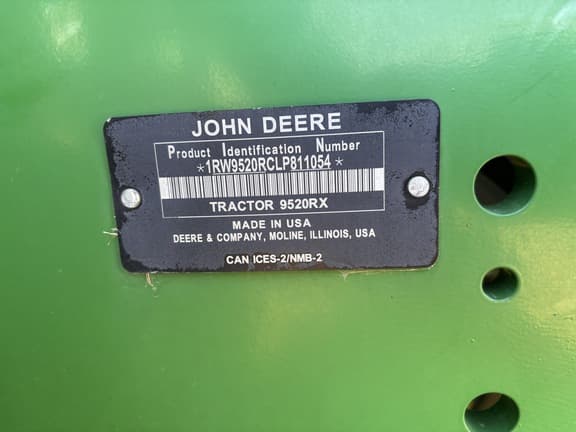 JOHN DEERE
Product Identification Number
*1RW9520RCLP811054*
TRACTOR 9520RX
MADE IN USA
DEERE & COMPANY, MOLINE, ILLINOIS, USA
CAN ICES-2/NMB-2